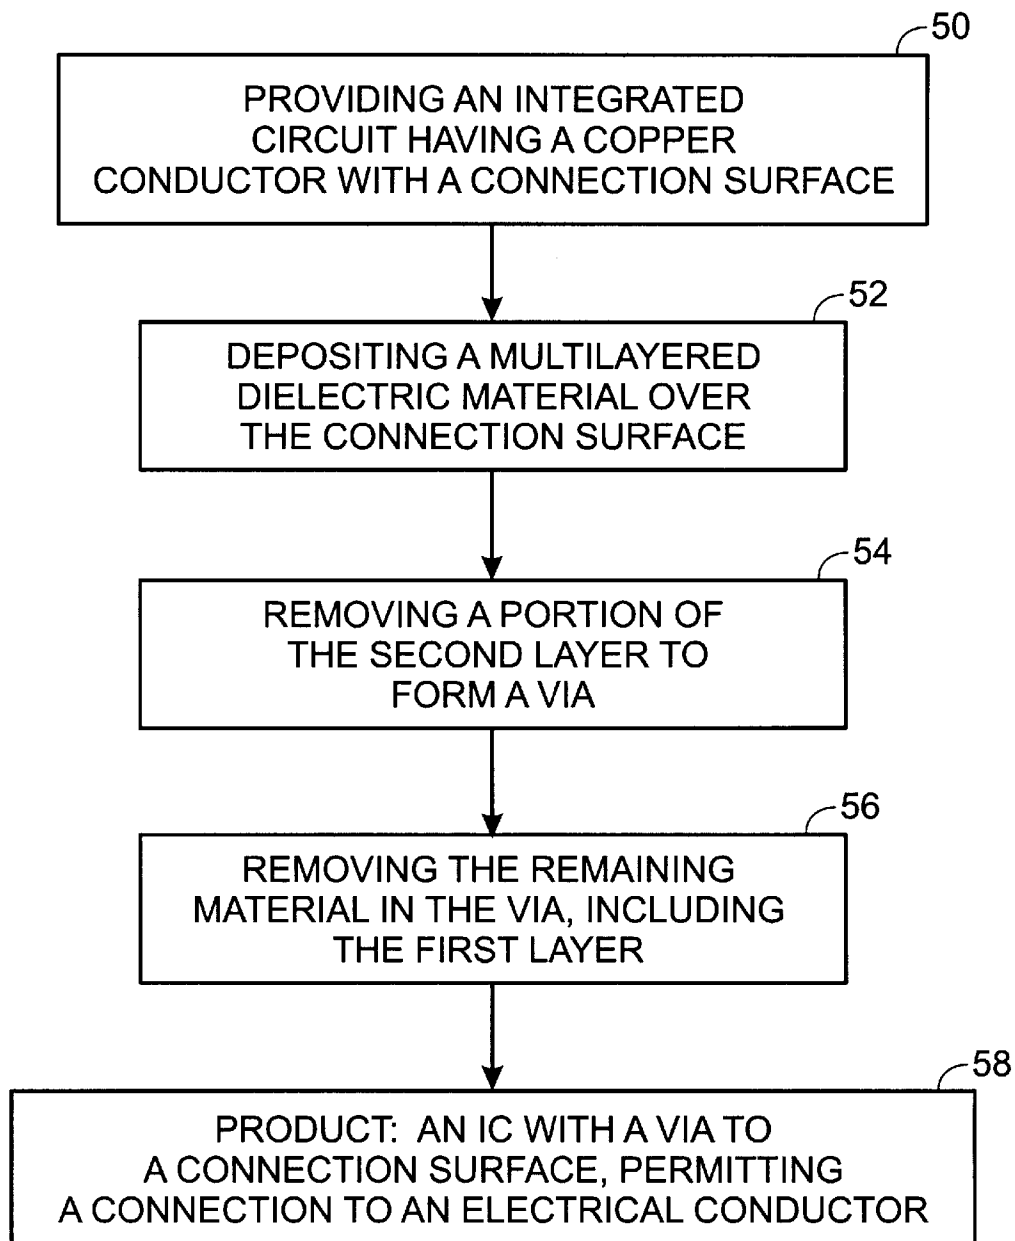 50
PROVIDING AN INTEGRATED
CIRCUIT HAVING A COPPER
CONDUCTOR WITH A CONNECTION SURFACE
52
DEPOSITING A MULTILAYERED
DIELECTRIC MATERIAL OVER
THE CONNECTION SURFACE
54
REMOVING A PORTION OF
THE SECOND LAYER TO
FORM A VIA
56
REMOVING THE REMAINING
MATERIAL IN THE VIA, INCLUDING
THE FIRST LAYER
58
PRODUCT: AN IC WITH A VIA TO
A CONNECTION SURFACE, PERMITTING
A CONNECTION TO AN ELECTRICAL CONDUCTOR